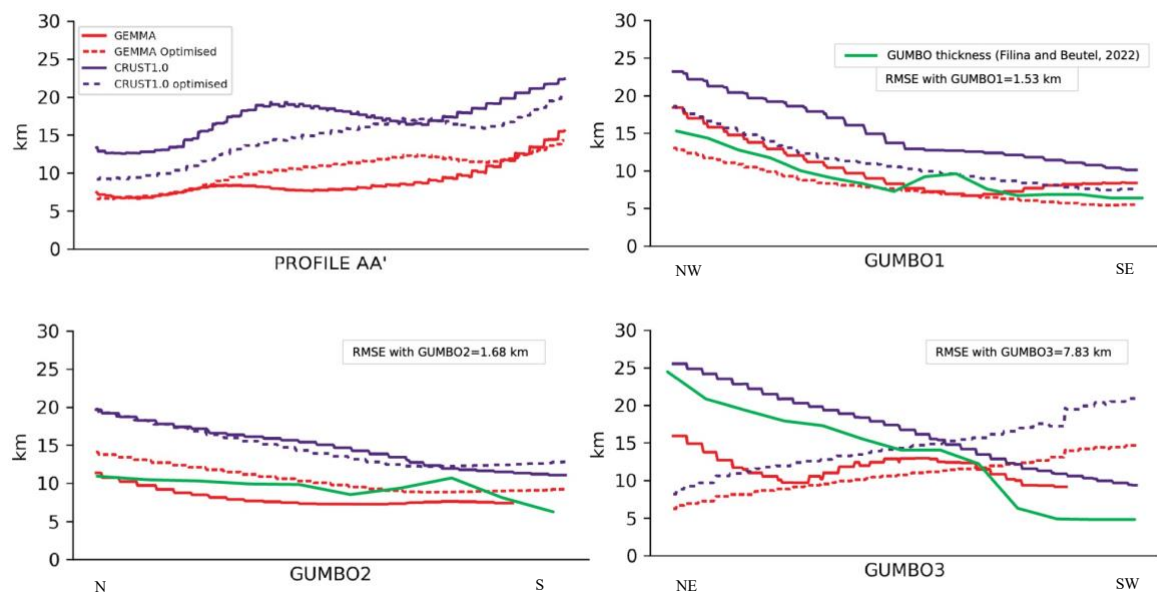 30
25
20
15
10
5
0
km
GEMMA
GEMMA Optimised
CRUST1.0
CRUST1.0 optimised
PROFILE AA'
30
25
20
15
10
5
0
km
GUMBO thickness (Filina and Beutel, 2022)
RMSE with GUMBO1=1.53 km
NW
GUMBO1
SE
30
25
20
15
10
5
0
km
RMSE with GUMBO2=1.68 km
N
GUMBO2
S
30
25
20
15
10
5
0
km
RMSE with GUMBO3=7.83 km
NE
GUMBO3
SW